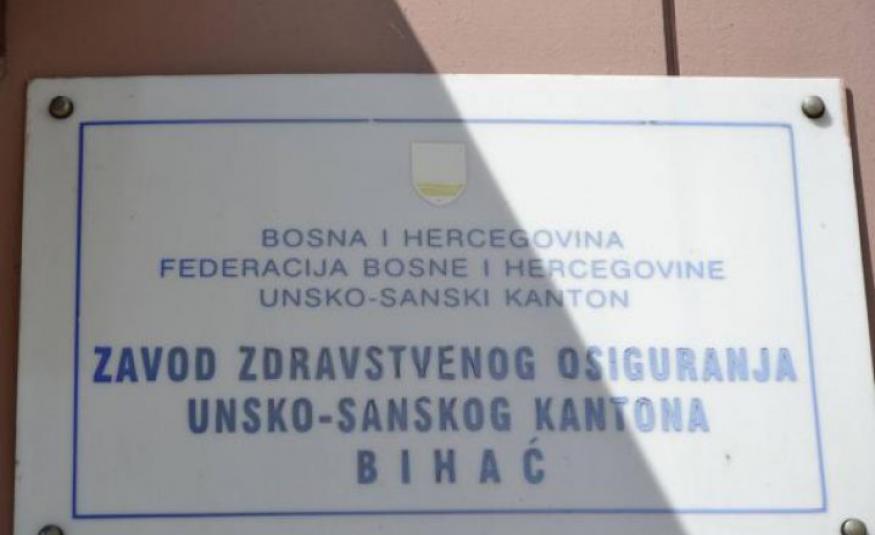 BOSNA I HERCEGOVINA
FEDERACIJA BOSNE I HERCEGOVINE
UNSKO-SANSKI KANTON
ZAVOD ZDRAVSTVENOG OSIGURANJA
UNSKO-SANSKOG KANTONA
BIHAĆ